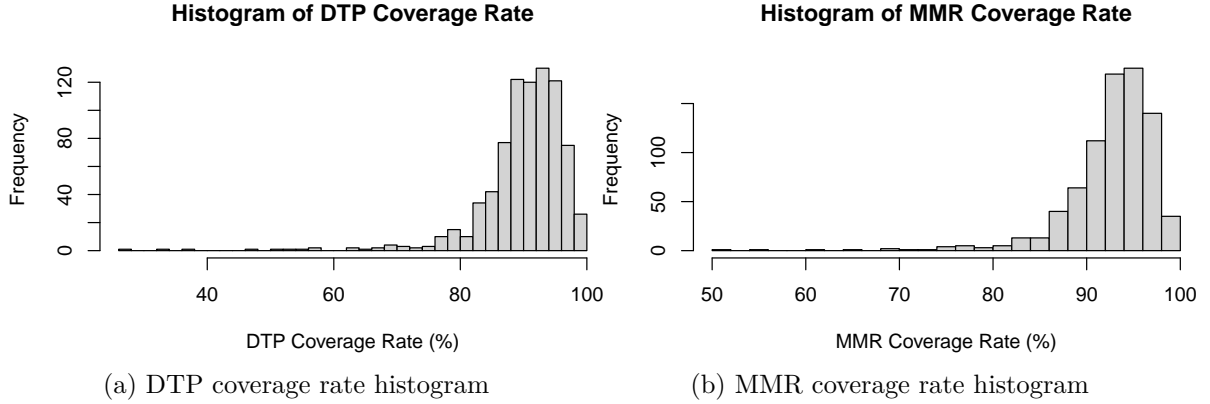 Histogram of DTP Coverage Rate
Frequency
0
40
80
120
40
60
80
100
DTP Coverage Rate (%)
(a) DTP coverage rate histogram
Histogram of MMR Coverage Rate
Frequency
0
50
100
50
60
70
80
90
100
MMR Coverage Rate (%)
(b) MMR coverage rate histogram